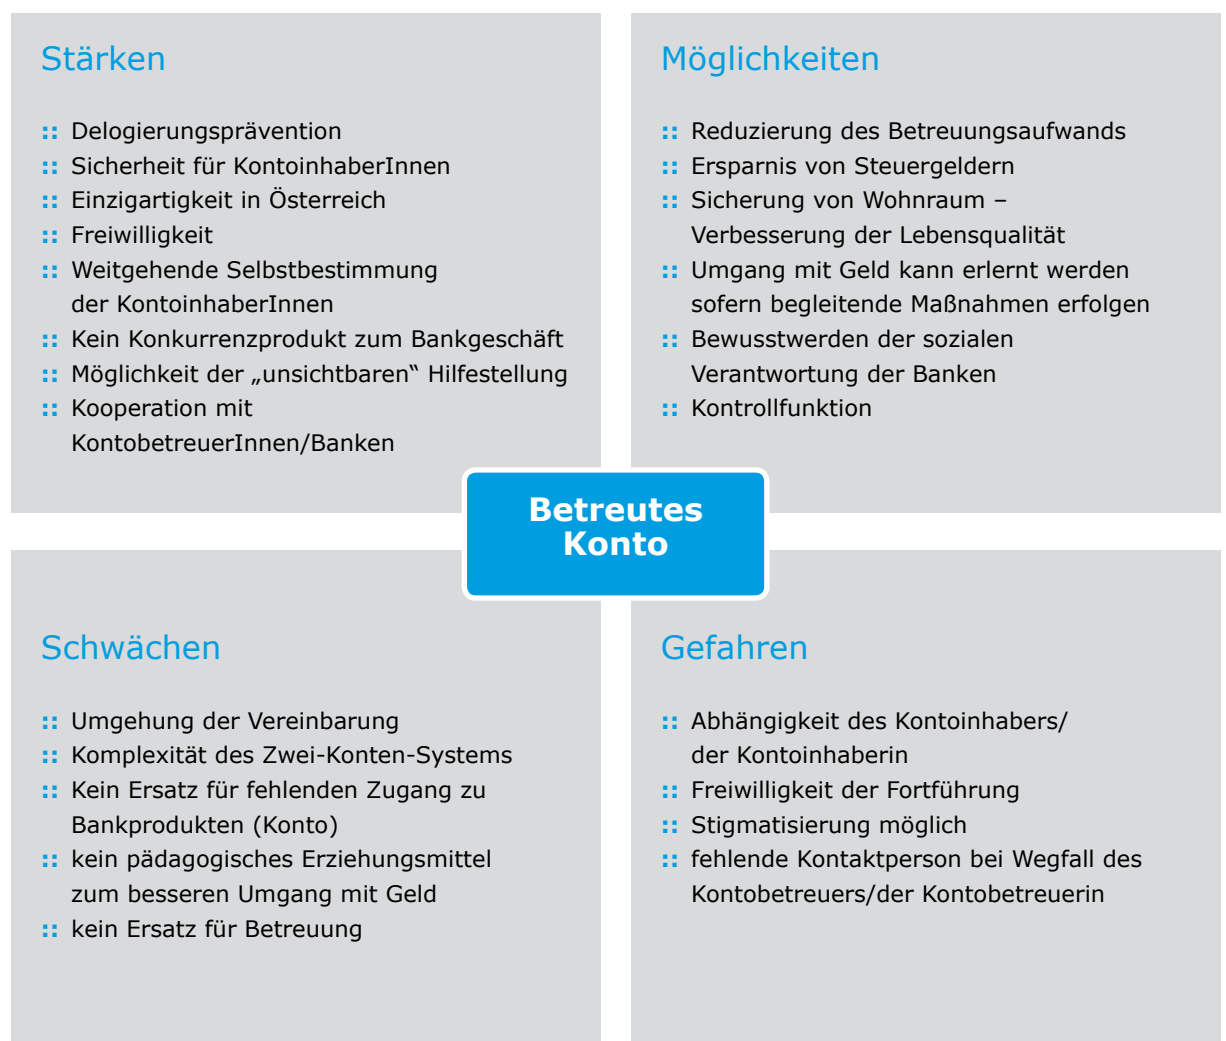 Stärken
:: Delogierungsprävention
:: Sicherheit für KontoinhaberInnen
:: Einzigartigkeit in Österreich
:: Freiwilligkeit
:: Weitgehende Selbstbestimmung
der KontoinhaberInnen
:: Kein Konkurrenzprodukt zum Bankgeschäft
:: Möglichkeit der „unsichtbaren“ Hilfestellung
:: Kooperation mit
KontobetreuerInnen/Banken
Möglichkeiten
:: Reduzierung des Betreuungsaufwands
:: Ersparnis von Steuergeldern
:: Sicherung von Wohnraum –
Verbesserung der Lebensqualität
:: Umgang mit Geld kann erlernt werden
sofern begleitende Maßnahmen erfolgen
:: Bewusstwerden der sozialen
Verantwortung der Banken
:: Kontrollfunktion
Betreutes
Konto
Schwächen
:: Umgehung der Vereinbarung
:: Komplexität des Zwei-Konten-Systems
:: Kein Ersatz für fehlenden Zugang zu
Bankprodukten (Konto)
:: kein pädagogisches Erziehungsmittel
zum besseren Umgang mit Geld
:: kein Ersatz für Betreuung
Gefahren
:: Abhängigkeit des Kontoinhabers/
der Kontoinhaberin
:: Freiwilligkeit der Fortführung
:: Stigmatisierung möglich
:: fehlende Kontaktperson bei Wegfall des
Kontobetreuers/der Kontobetreuerin